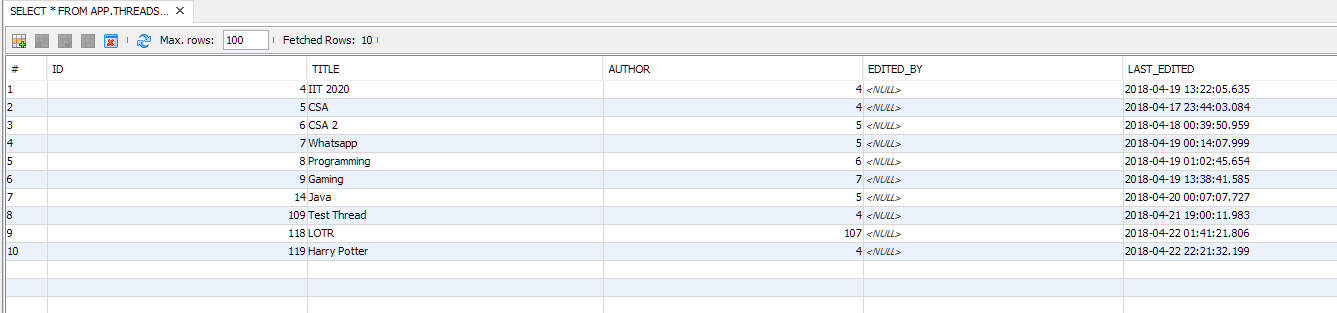 SELECT * FROM APP.THREADS...
Max. rows: 100 Fetched Rows: 10
# ID TITLE AUTHOR EDITED_BY LAST_EDITED
1 4 IIT 2020 4 <NULL> 2018-04-19 13:22:05.635
2 5 CSA 4 <NULL> 2018-04-17 23:44:03.084
3 6 CSA 2 5 <NULL> 2018-04-18 00:39:50.959
4 7 Whatsapp 5 <NULL> 2018-04-19 00:14:07.999
5 8 Programming 6 <NULL> 2018-04-19 01:02:45.654
6 9 Gaming 7 <NULL> 2018-04-19 13:38:41.585
7 14 Java 5 <NULL> 2018-04-20 00:07:07.727
8 109 Test Thread 4 <NULL> 2018-04-21 19:00:11.983
9 118 LOTR 107 <NULL> 2018-04-22 01:41:21.806
10 119 Harry Potter 4 <NULL> 2018-04-22 22:21:32.199